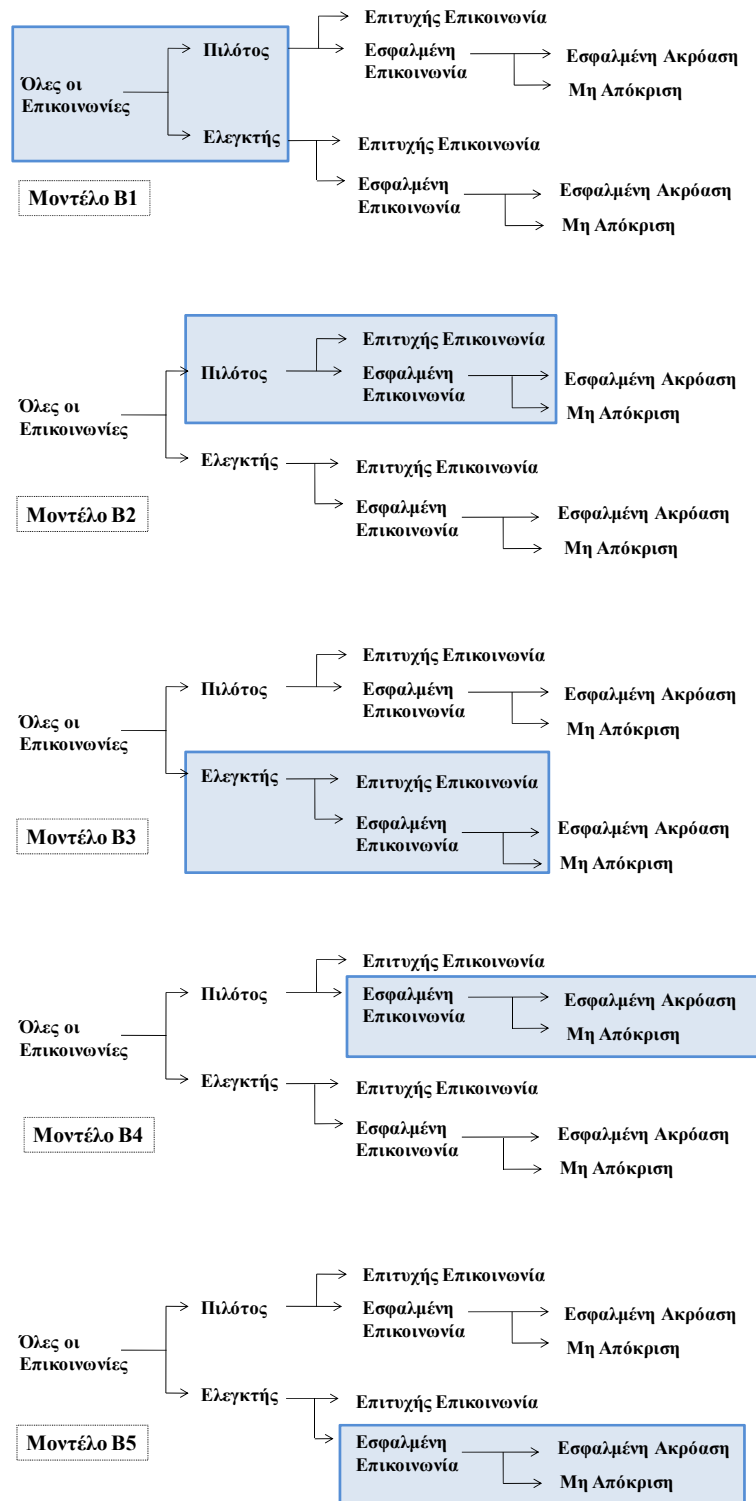 Επιτυχής Επικοινωνία
Πιλότος
Εσφαλμένη
Επικοινωνία
Εσφαλμένη Ακρόαση
Μη Απόκριση
Όλες οι
Επικοινωνίες
Ελεγκτής
Επιτυχής Επικοινωνία
Εσφαλμένη
Επικοινωνία
Εσφαλμένη Ακρόαση
Μη Απόκριση
Μοντέλο Β1
Επιτυχής Επικοινωνία
Πιλότος
Εσφαλμένη
Επικοινωνία
Εσφαλμένη Ακρόαση
Μη Απόκριση
Όλες οι
Επικοινωνίες
Ελεγκτής
Επιτυχής Επικοινωνία
Εσφαλμένη
Επικοινωνία
Εσφαλμένη Ακρόαση
Μη Απόκριση
Μοντέλο Β2
Επιτυχής Επικοινωνία
Πιλότος
Εσφαλμένη
Επικοινωνία
Εσφαλμένη Ακρόαση
Μη Απόκριση
Όλες οι
Επικοινωνίες
Ελεγκτής
Επιτυχής Επικοινωνία
Εσφαλμένη
Επικοινωνία
Εσφαλμένη Ακρόαση
Μη Απόκριση
Μοντέλο Β3
Επιτυχής Επικοινωνία
Πιλότος
Εσφαλμένη
Επικοινωνία
Εσφαλμένη Ακρόαση
Μη Απόκριση
Όλες οι
Επικοινωνίες
Ελεγκτής
Επιτυχής Επικοινωνία
Εσφαλμένη
Επικοινωνία
Εσφαλμένη Ακρόαση
Μη Απόκριση
Μοντέλο Β4
Επιτυχής Επικοινωνία
Πιλότος
Εσφαλμένη
Επικοινωνία
Εσφαλμένη Ακρόαση
Μη Απόκριση
Όλες οι
Επικοινωνίες
Ελεγκτής
Επιτυχής Επικοινωνία
Εσφαλμένη
Επικοινωνία
Εσφαλμένη Ακρόαση
Μη Απόκριση
Μοντέλο Β5